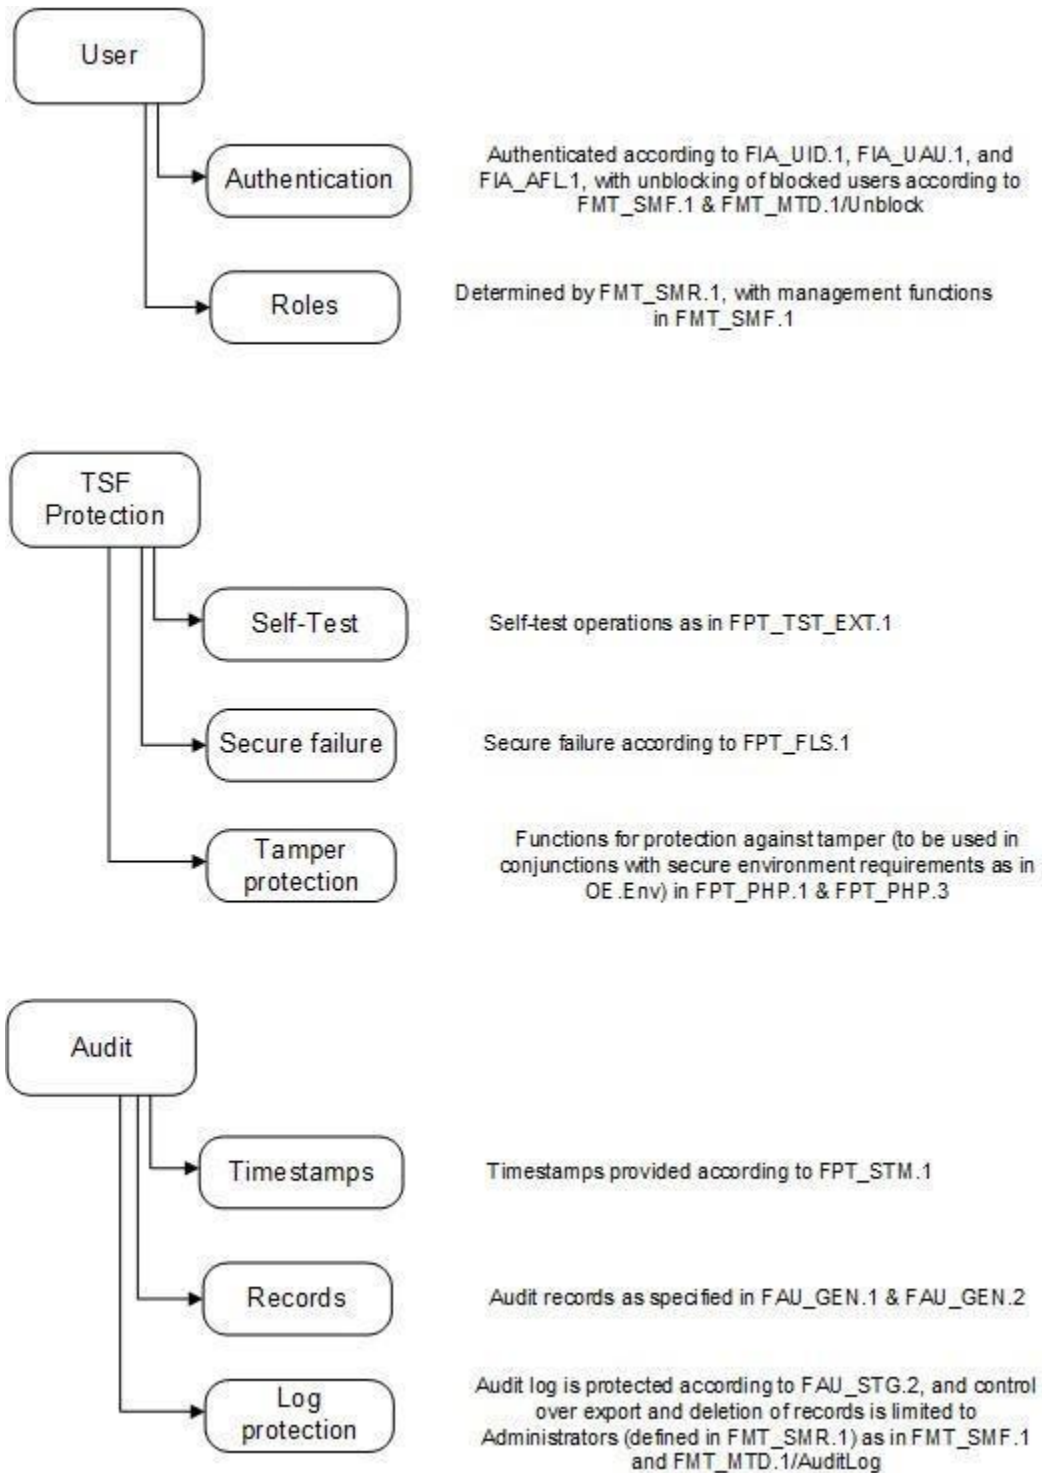 User
Authentication
Authenticated according to FIA_UID.1, FIA_UAU.1, and
FIA_AFL.1, with unblocking of blocked users according to
FMT_SMF.1 & FMT_MTD.1/Unblock
Roles
Determined by FMT_SMR.1, with management functions
in FMT_SMF.1
TSF
Protection
Self-Test
Self-test operations as in FPT_TST_EXT.1
Secure failure
Secure failure according to FPT_FLS.1
Tamper
protection
Functions for protection against tamper (to be used in
conjunctions with secure environment requirements as in
OE.Env) in FPT_PHP.1 & FPT_PHP.3
Audit
Timestamps
Timestamps provided according to FPT_STM.1
Records
Audit records as specified in FAU_GEN.1 & FAU_GEN.2
Log
protection
Audit log is protected according to FAU_STG.2, and control
over export and deletion of records is limited to
Administrators (defined in FMT_SMR.1) as in FMT_SMF.1
and FMT_MTD.1/AuditLog